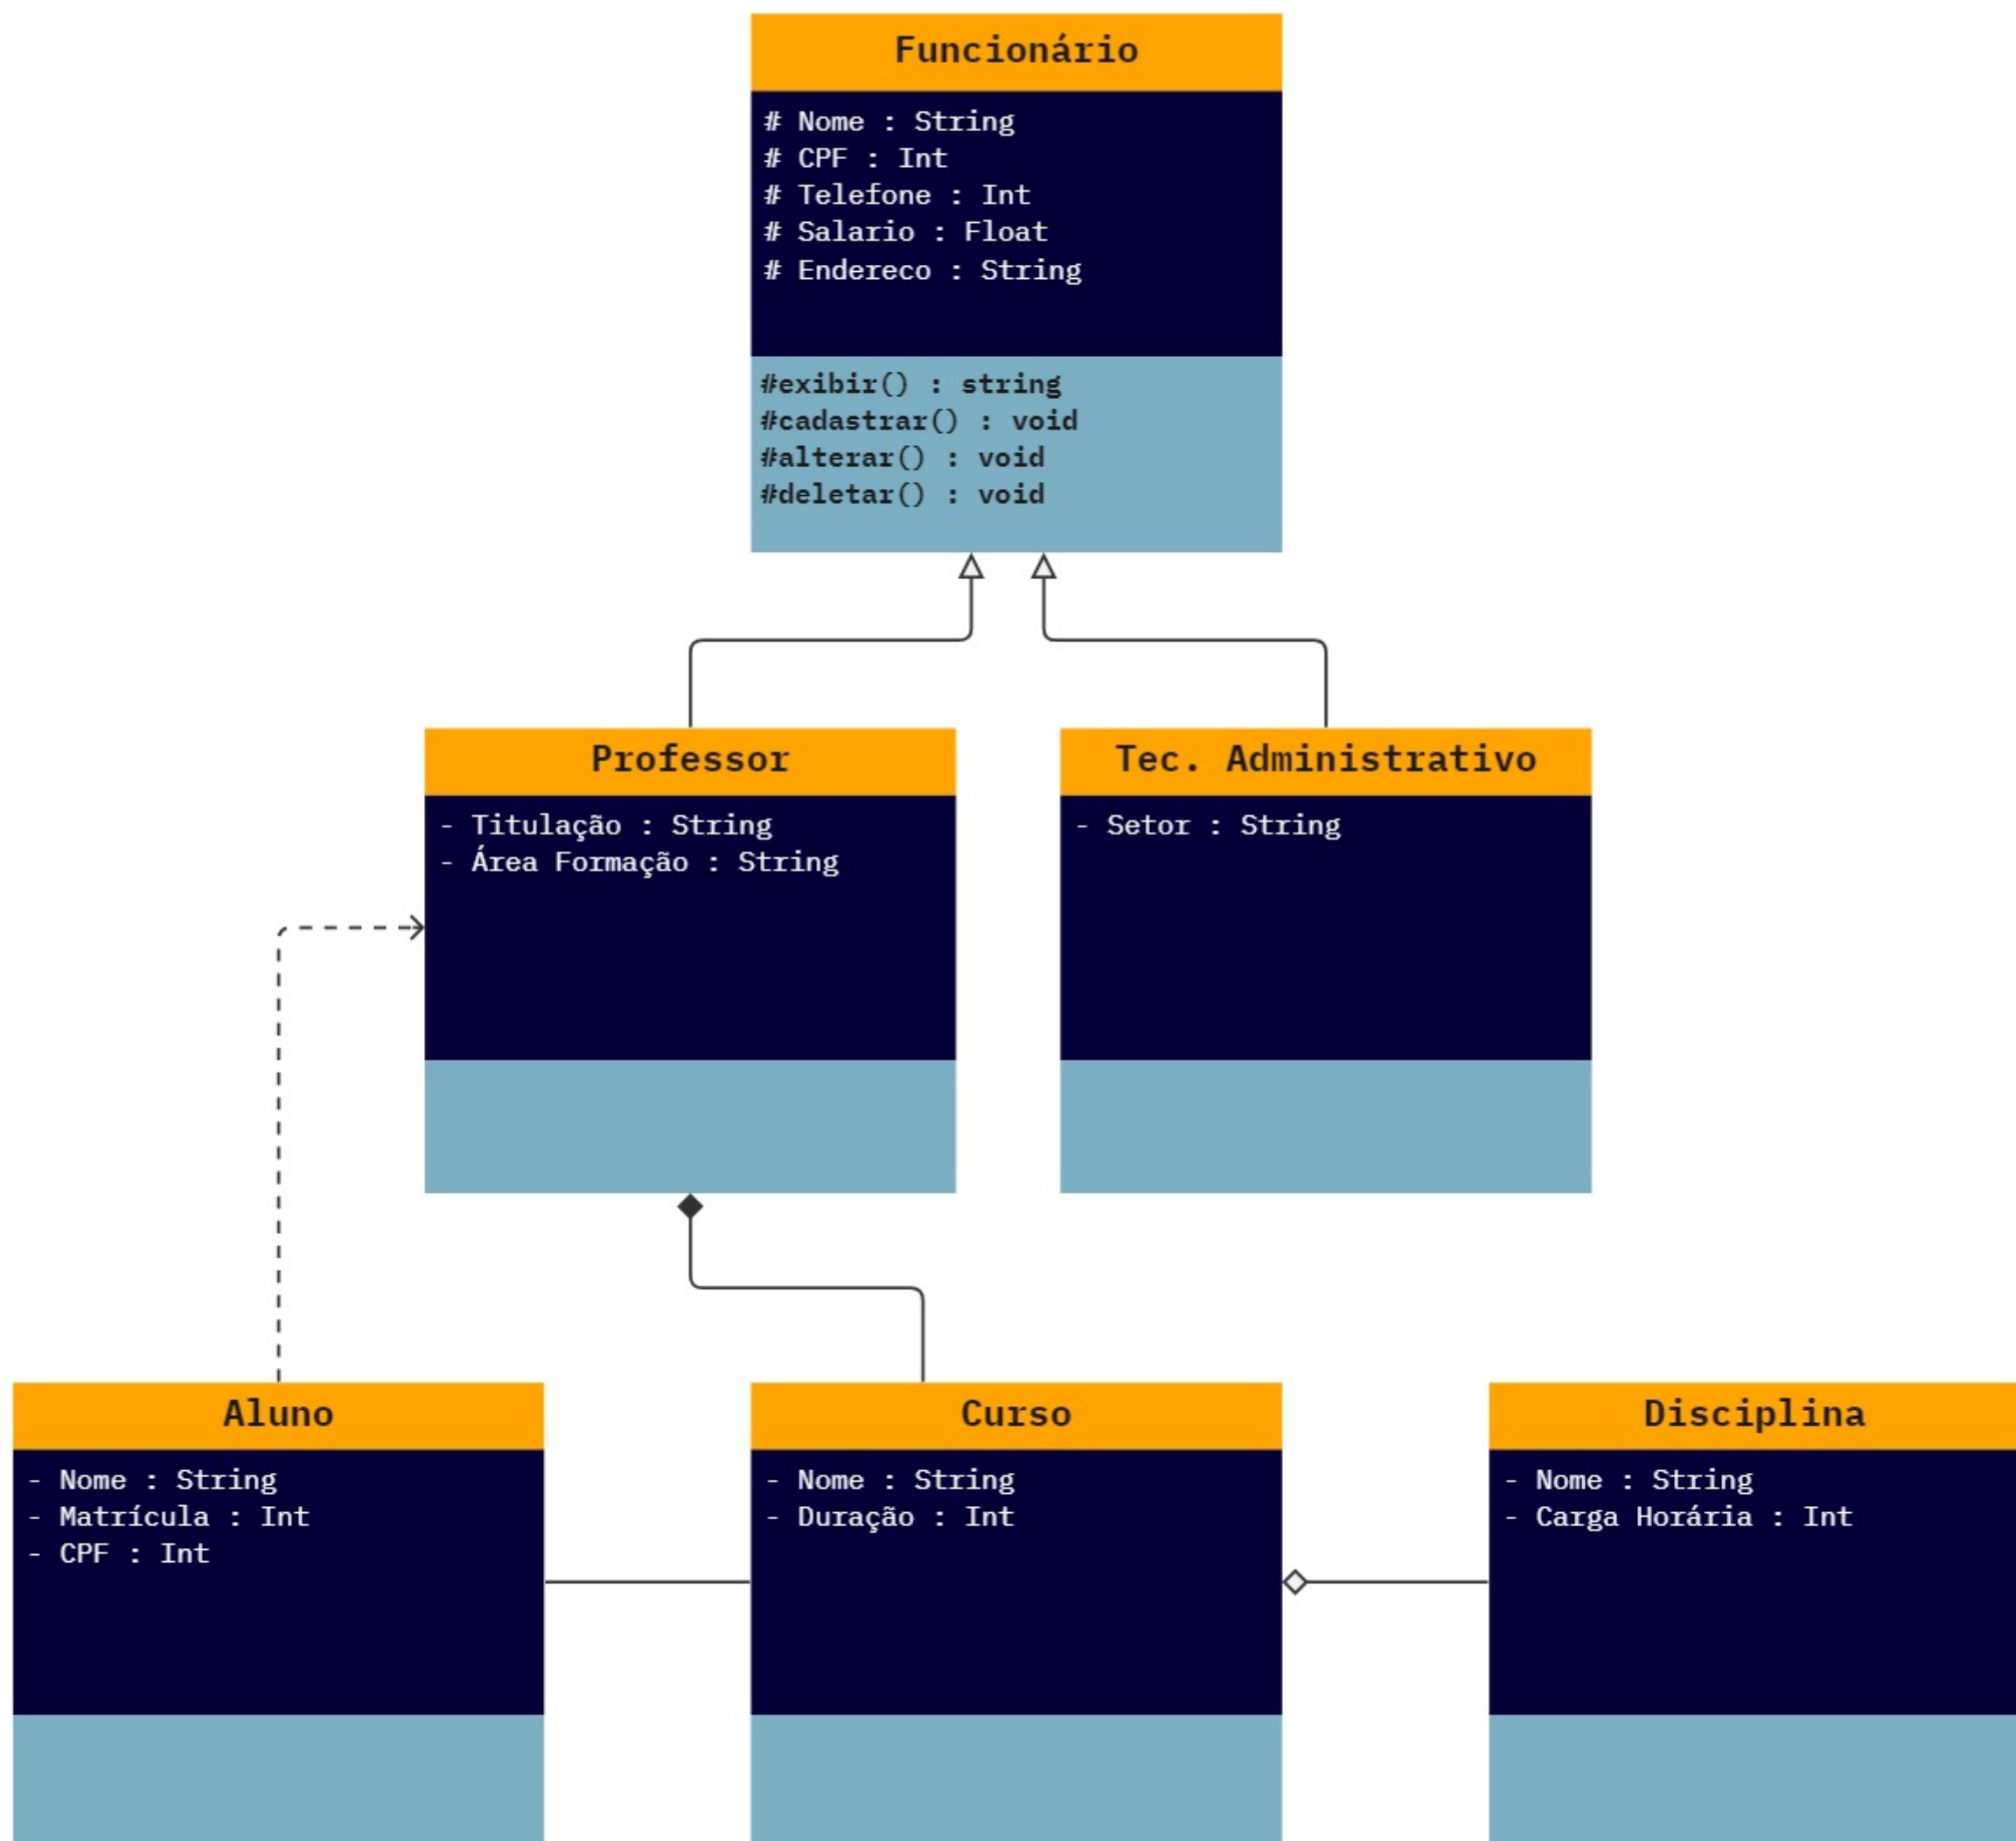 Funcionário
# Nome : String
# CPF : Int
# Telefone : Int
# Salario : Float
# Endereco : String
#exibir() : string
#cadastrar() : void
#alterar() : void
#deletar() : void
Professor
- Titulação : String
- Área Formação : String
Tec. Administrativo
- Setor : String
Aluno
- Nome : String
- Matrícula : Int
- CPF : Int
Curso
- Nome : String
- Duração : Int
Disciplina
- Nome : String
- Carga Horária : Int